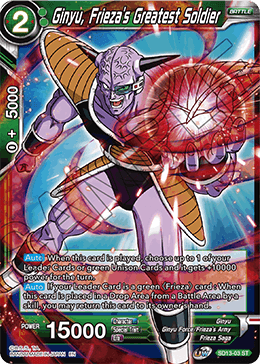 2
Ginyu, Frieza's Greatest Soldier
BATTLE
0 + 5000
Auto When this card is played, choose up to 1 of your
Leader Cards or green Unison Cards and it gets +10000
power for the turn.
Auto If your Leader Card is a green ‹Frieza› card: When
this card is placed in a Drop Area from a Battle Area by a
skill, you may return this card to its owner's hand.
POWER
15000
Character
Special Trait
Era
Ginyu
Ginyu Force/Frieza's Army
Frieza Saga
SD13-03 ST